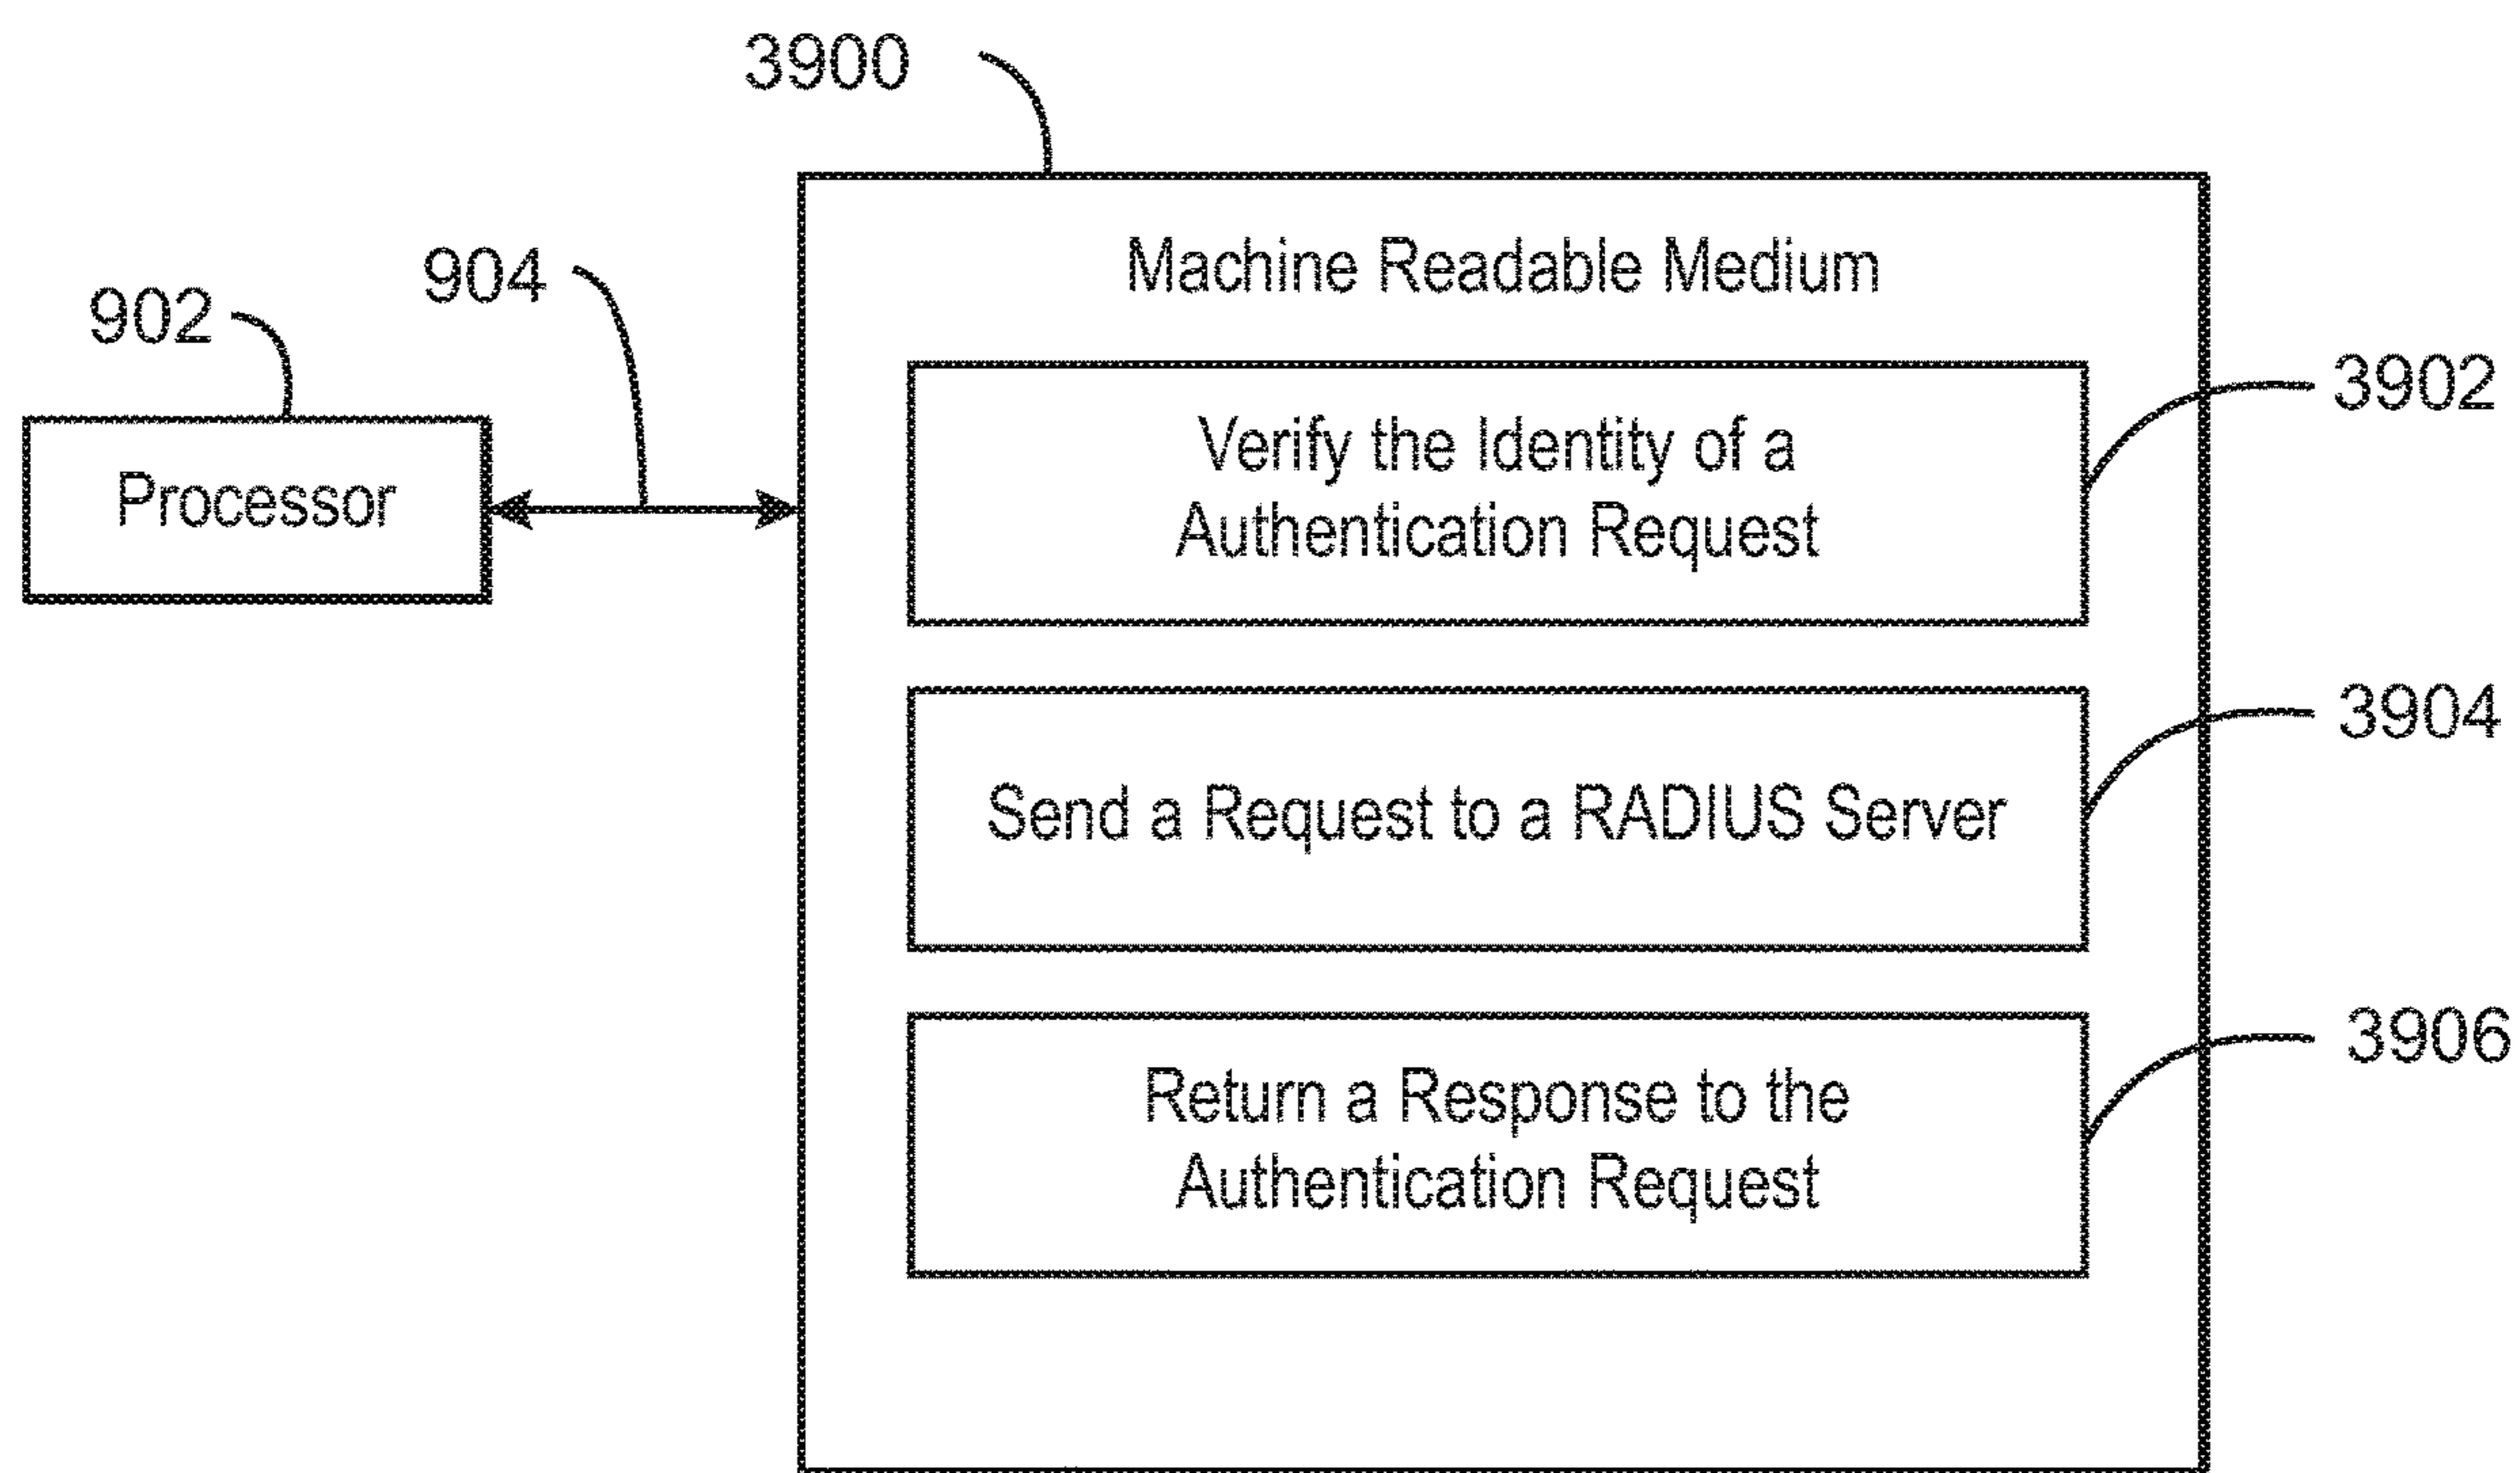 3900
904
902
Machine Readable Medium
Processor
Verify the Identity of a
Authentication Request
3902
Send a Request to a RADIUS Server
3904
Return a Response to the
Authentication Request
3906